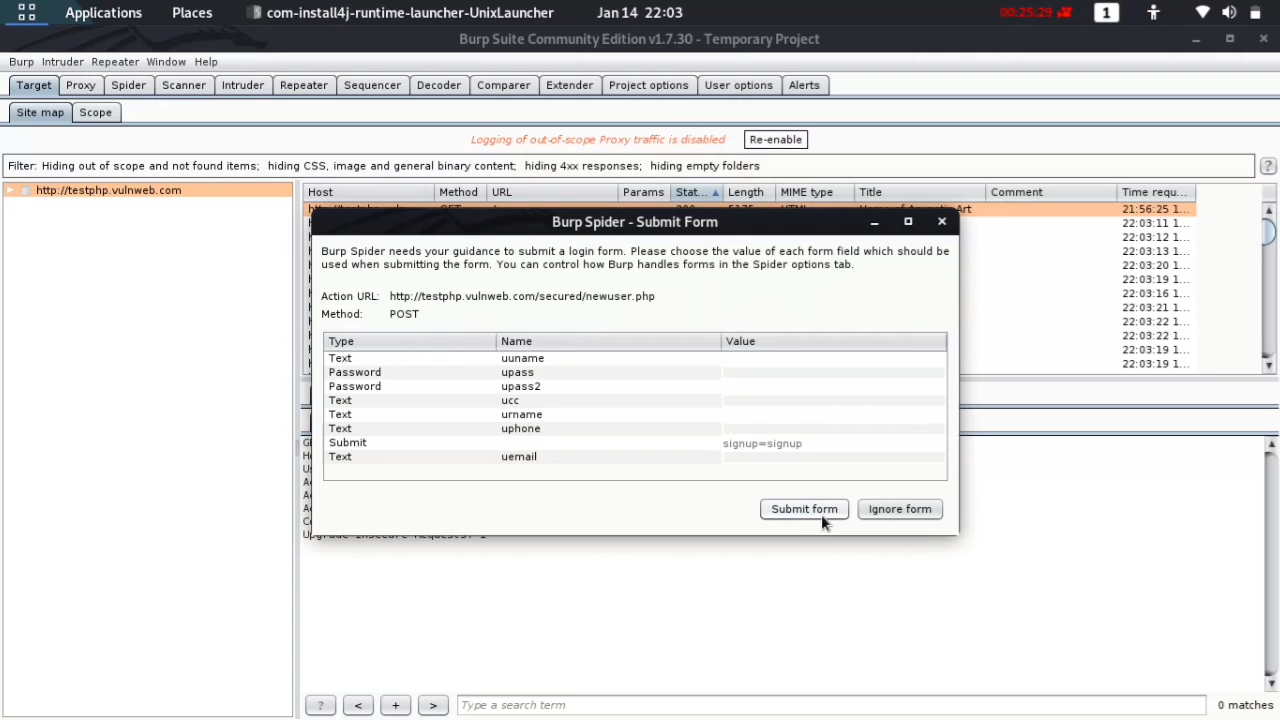 Applications Places com-install4j-runtime-launcher-UnixLauncher Jan 14 22:03 00:25:29 1
Burp Suite Community Edition v1.7.30 - Temporary Project
Burp Intruder Repeater Window Help
Target Proxy Spider Scanner Intruder Repeater Sequencer Decoder Comparer Extender Project options User options Alerts
Site map Scope
Logging of out-of-scope Proxy traffic is disabled Re-enable
Filter: Hiding out of scope and not found items; hiding CSS, image and general binary content; hiding 4xx responses; hiding empty folders ?
http://testphp.vulnweb.com
Host Method URL Params Stat... Length MIME type Title Comment Time requ...
21:56:25 1...
Burp Spider - Submit Form
22:03:11 1...
22:03:12 1...
Burp Spider needs your guidance to submit a login form. Please choose the value of each form field which should be 22:03:13 1...
used when submitting the form. You can control how Burp handles forms in the Spider options tab. 22:03:20 1...
22:03:19 1...
Action URL: http://testphp.vulnweb.com/secured/newuser.php 22:03:16 1...
Method: POST 22:03:21 1...
22:03:22 1...
Type Name Value 22:03:22 1...
22:03:19 1...
Text uuname 22:03:19 1...
Password upass
Password upass2
Text ucc
Text urname
Text uphone
Submit signup=signup
Text uemail
Submit form Ignore form
? < + > Type a search term 0 matches